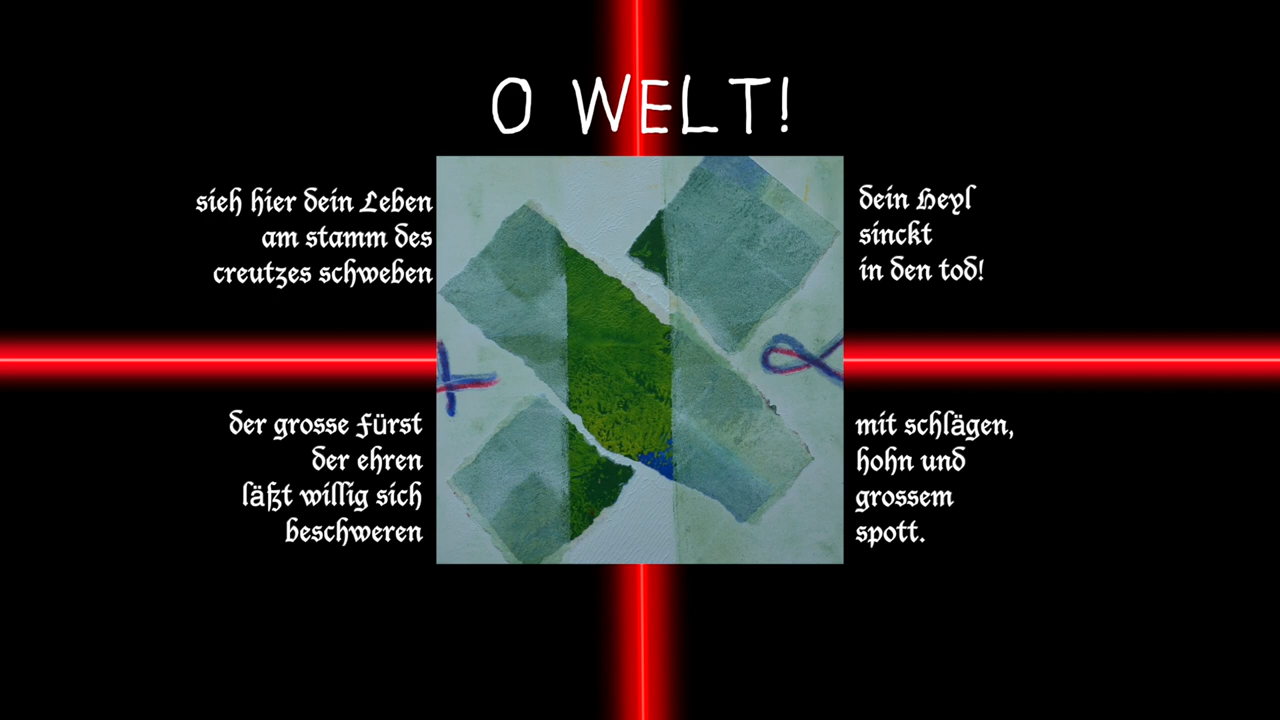 O WELT!
sieh hier dein Leben
am stamm des
creutzes schweben
dein Heyl
sinckt
in den tod!
der grosse Fürst
der ehren
läßt willig sich
beschweren
mit schlägen,
hohn und
grossem
spott.